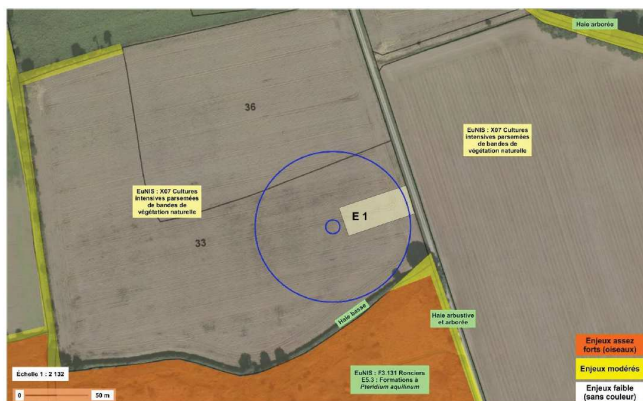 Haie arborée
36
EuNIS : X07 Cultures
intensives parsemées
de bandes de
végétation naturelle
EuNIS : X07 Cultures
intensives parsemées
de bandes de
végétation naturelle
E 1
33
Haie basse
Haie arbustive
et arborée
Enjeux assez
forts (oiseaux)
Enjeux modérés
Enjeux faible
(sans couleur)
Échelle 1 : 2 132
0 50 m
EuNIS : F3.131 Ronciers
E5.3 : Formations à
Pteridium aquilinum